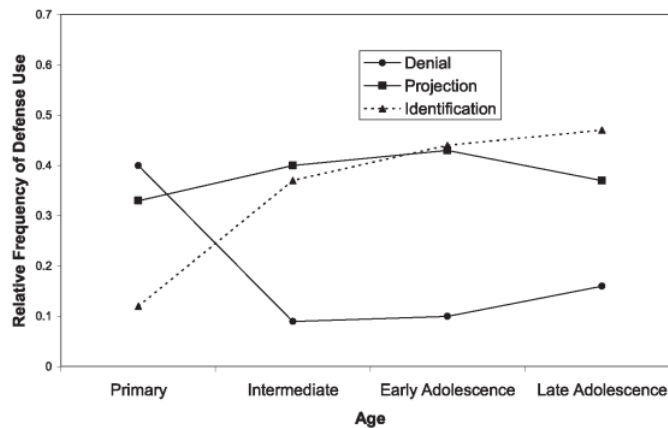 0.7
0.6
0.5
0.4
0.3
0.2
0.1
0
Relative Frequency of Defense Use
Denial
Projection
Identification
Primary
Intermediate
Early Adolescence
Late Adolescence
Age